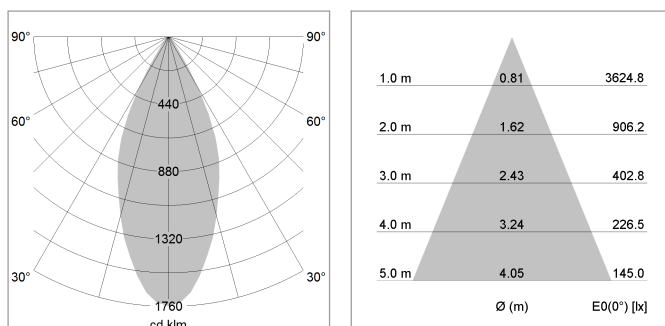 90° 90°
440
60° 60°
880
1320
30° 30°
1760
cd klm
1.0 m 0.81 3624.8
2.0 m 1.62 906.2
3.0 m 2.43 402.8
4.0 m 3.24 226.5
5.0 m 4.05 145.0
Ø (m) E0(0°) [lx]